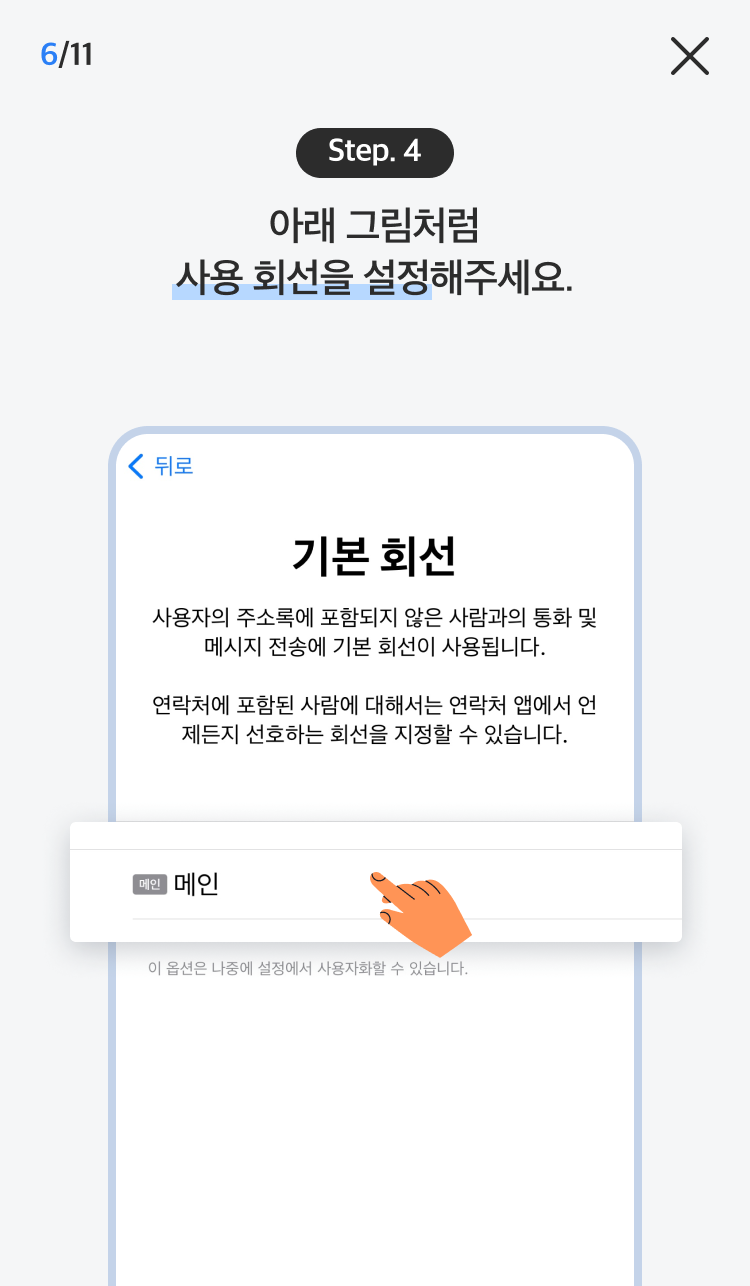 6/11
Step. 4
아래 그림처럼
사용 회선을 설정해주세요.
뒤로
기본 회선
사용자의 주소록에 포함되지 않은 사람과의 통화 및
메시지 전송에 기본 회선이 사용됩니다.
연락처에 포함된 사람에 대해서는 연락처 앱에서 언
제든지 선호하는 회선을 지정할 수 있습니다.
메인 메인
이 옵션은 나중에 설정에서 사용자화할 수 있습니다.